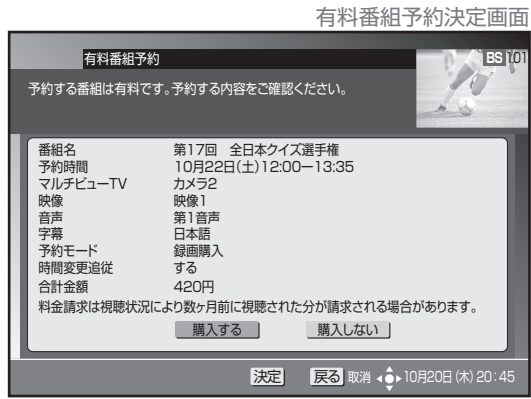 有料番組予約決定画面
有料番組予約
BS 101
予約する番組は有料です。予約する内容をご確認ください。
番組名 第17回 全日本クイズ選手権
予約時間 10月22日(土)12:00ー13:35
マルチビューTV カメラ2
映像 映像1
音声 第1音声
字幕 日本語
予約モード 録画購入
時間変更追従 する
合計金額 420円
料金請求は視聴状況により数ヶ月前に視聴された分が請求される場合があります。
購入する 購入しない
決定 戻る 取消 10月20日(木)20:45